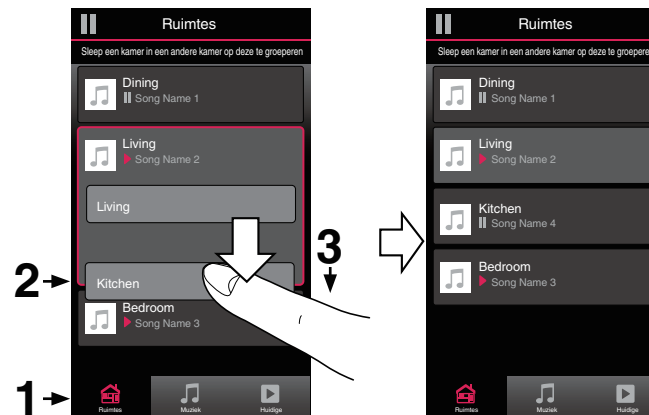 Ruimtes
Sleep een kamer in een andere kamer op deze te groeperen
Dining
Song Name 1
Living
Song Name 2
Living
Kitchen
Bedroom
Song Name 3
Ruimtes
Muziek
Huidige
1
2
3
Ruimtes
Sleep een kamer in een andere kamer op deze te groepere
Dining
Song Name 1
Living
Song Name 2
Kitchen
Song Name 4
Bedroom
Song Name 3
Ruimtes
Muziek
Huidige